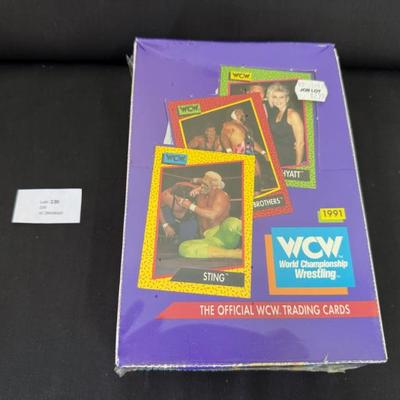 JOB LOT
WCW
HYATT
WCW
BROTHERS
WCW
STING
1991
WCW
World Championship
Wrestling
THE OFFICIAL WCW TRADING CARDS